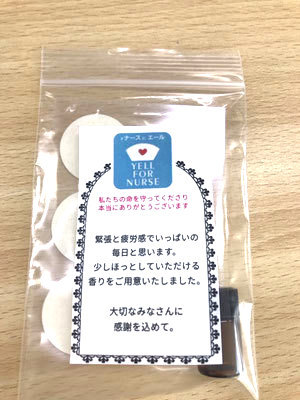 #ナースにエール
YELL
FOR
NURSE
私たちの命を守ってくださり
本当にありがとうございます
緊張と疲労感でいっぱいの
毎日と思います。
少しほっとしていただける
香りをご用意いたしました。
大切なみなさんに
感謝を込めて。